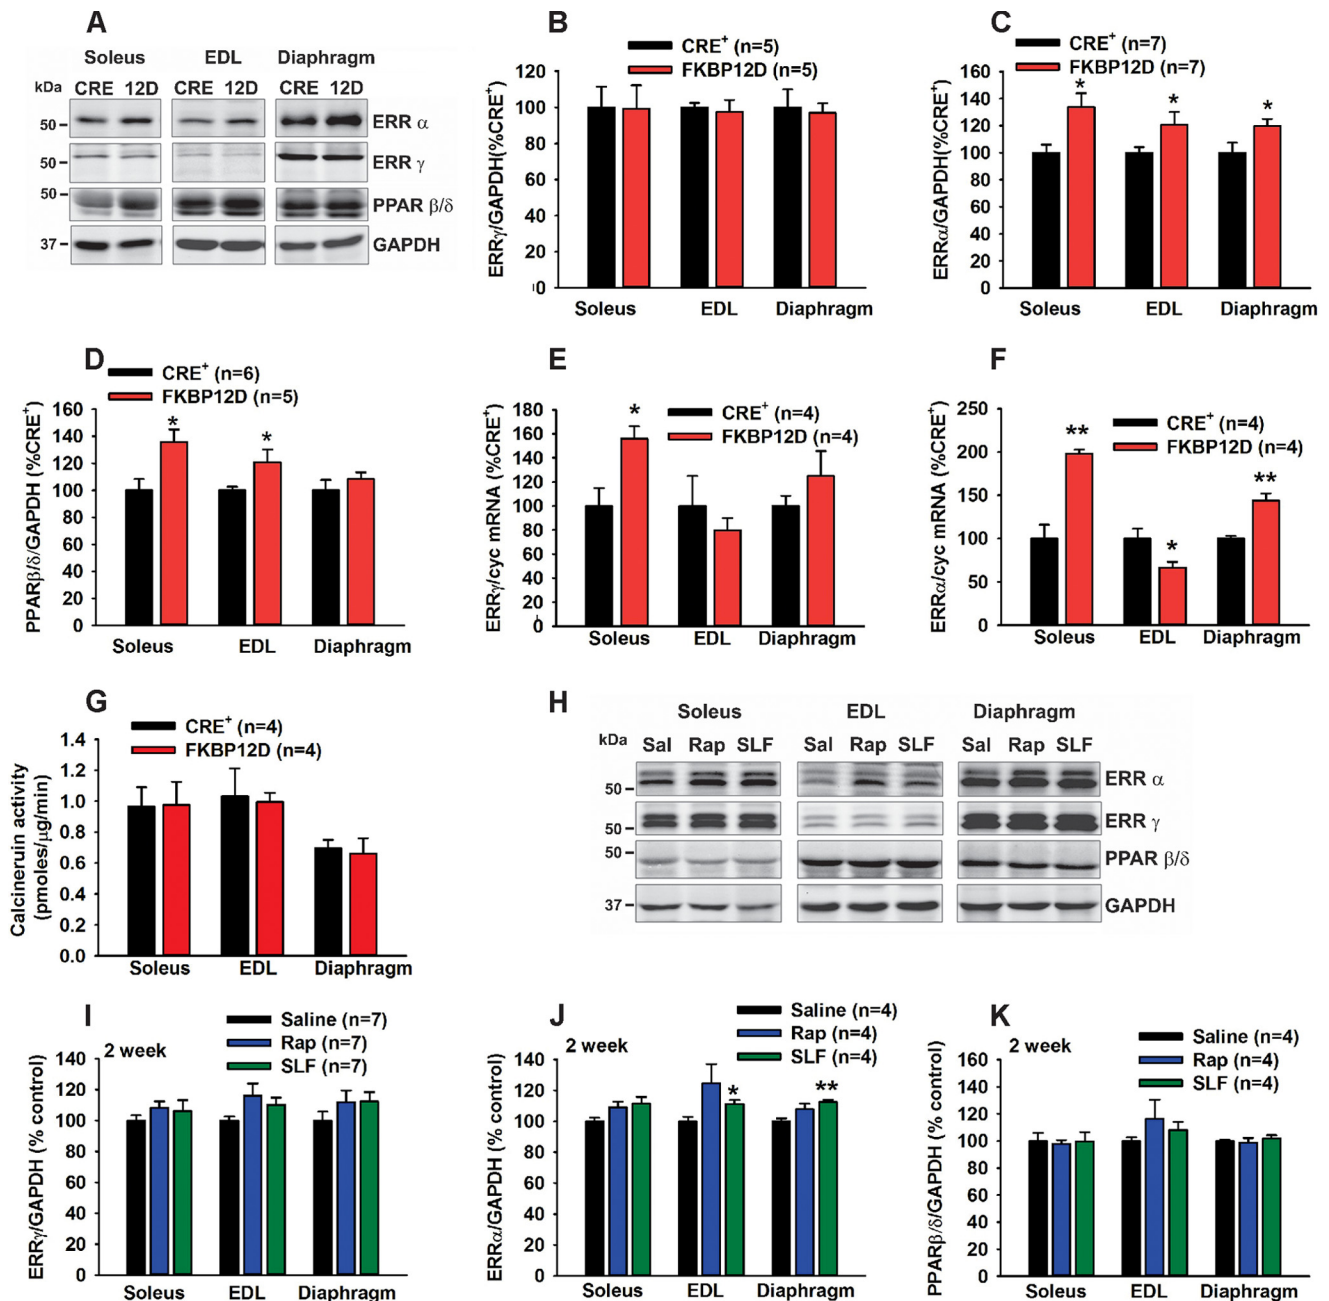 A
Soleus EDL Diaphragm
kDa CRE 12D CRE 12D CRE 12D
50 ERR α
50 ERR γ
50 PPAR β/δ
37 GAPDH
B
CRE+ (n=5)
FKBP12D (n=5)
ERRγ/GAPDH(%CRE+)
120
100
80
60
40
20
0
Soleus EDL Diaphragm
C
CRE+ (n=7)
FKBP12D (n=7)
ERRα/GAPDH(%CRE+)
160
140
120
100
80
60
40
20
0
* * *
Soleus EDL Diaphragm
D
CRE+ (n=6)
FKBP12D (n=5)
PPARβ/δ/GAPDH (%CRE+)
160
140
120
100
80
60
40
20
0
* *
Soleus EDL Diaphragm
E
CRE+ (n=4)
FKBP12D (n=4)
ERRγ/cyc mRNA (%CRE+)
180
160
140
120
100
80
60
40
20
0
*
Soleus EDL Diaphragm
F
CRE+ (n=4)
FKBP12D (n=4)
ERRα/cyc mRNA (%CRE+)
250
200
150
100
50
0
** * **
Soleus EDL Diaphragm
G
CRE+ (n=4)
FKBP12D (n=4)
Calcineruin activity
(pmoles/µg/min)
1.4
1.2
1.0
0.8
0.6
0.4
0.2
0.0
Soleus EDL Diaphragm
H
Soleus EDL Diaphragm
kDa Sal Rap SLF Sal Rap SLF Sal Rap SLF
50 ERR α
50 ERR γ
50 PPAR β/δ
37 GAPDH
I
Saline (n=7)
Rap (n=7)
SLF (n=7)
2 week
ERRγ/GAPDH (% control)
140
120
100
80
60
40
20
0
Soleus EDL Diaphragm
J
Saline (n=4)
Rap (n=4)
SLF (n=4)
2 week
ERRα/GAPDH (% control)
140
120
100
80
60
40
20
0
* **
Soleus EDL Diaphragm
K
Saline (n=4)
Rap (n=4)
SLF (n=4)
2 week
PPARβ/δ/GAPDH (% control)
160
140
120
100
80
60
40
20
0
Soleus EDL Diaphragm